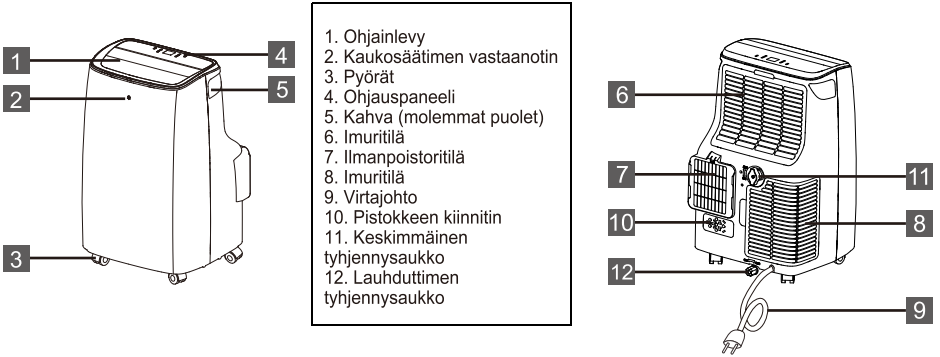 1
2
3
4
5
1. Ohjainlevy
2. Kaukosäätimen vastaanotin
3. Pyörät
4. Ohjauspaneeli
5. Kahva (molemmat puolet)
6. Imuritilä
7. Ilmanpoistoritilä
8. Imuritilä
9. Virtajohto
10. Pistokkeen kiinnitin
11. Keskimmäinen
tyhjennysaukko
12. Lauhduttimen
tyhjennysaukko
6
7
10
12
11
8
9